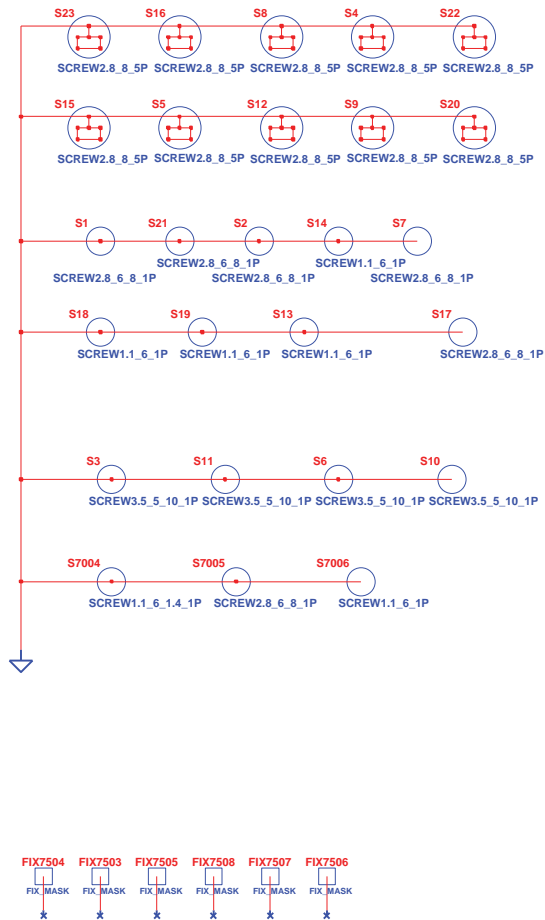 S23 S16 S8 S4 S22
SCREW2.8_8_5P SCREW2.8_8_5P SCREW2.8_8_5P SCREW2.8_8_5P SCREW2.8_8_5P
S15 S5 S12 S9 S20
SCREW2.8_8_5P SCREW2.8_8_5P SCREW2.8_8_5P SCREW2.8_8_5P SCREW2.8_8_5P
S1 S21 S2 S14 S7
SCREW2.8_6_8_1P SCREW1.1_6_1P
SCREW2.8_6_8_1P SCREW2.8_6_8_1P SCREW2.8_6_8_1P
S18 S19 S13 S17
SCREW1.1_6_1P SCREW1.1_6_1P SCREW1.1_6_1P SCREW2.8_6_8_1P
S3 S11 S6 S10
SCREW3.5_5_10_1P SCREW3.5_5_10_1P SCREW3.5_5_10_1P SCREW3.5_5_10_1P
S7004 S7005 S7006
SCREW1.1_6_1.4_1P SCREW2.8_6_8_1P SCREW1.1_6_1P
FIX7504 FIX7503 FIX7505 FIX7508 FIX7507 FIX7506
FIX_MASK FIX_MASK FIX_MASK FIX_MASK FIX_MASK FIX_MASK